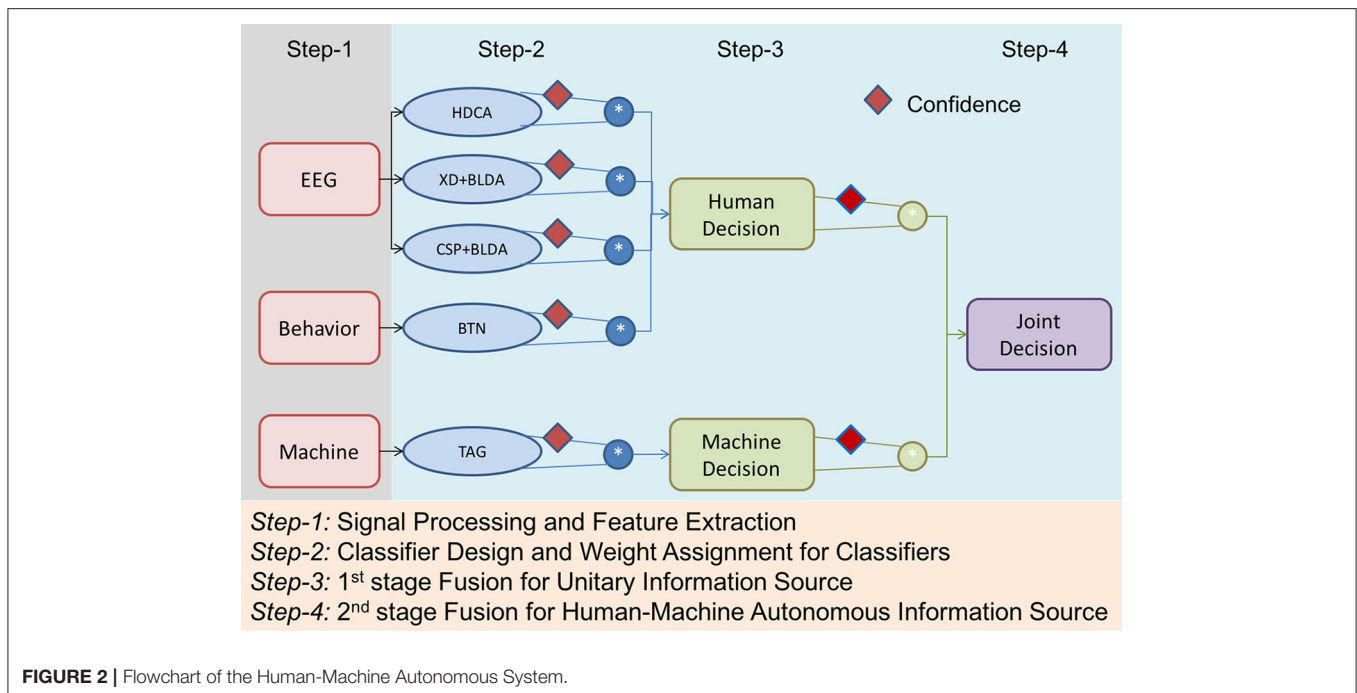 Step-1 Step-2 Step-3 Step-4
Confidence
HDCA *
EEG XD+BLDA *
CSP+BLDA *
Human
Decision *
Behavior BTN *
Joint
Decision
Machine TAG *
Machine
Decision *
Step-1: Signal Processing and Feature Extraction
Step-2: Classifier Design and Weight Assignment for Classifiers
Step-3: 1st stage Fusion for Unitary Information Source
Step-4: 2nd stage Fusion for Human-Machine Autonomous Information Source
FIGURE 2 | Flowchart of the Human-Machine Autonomous System.